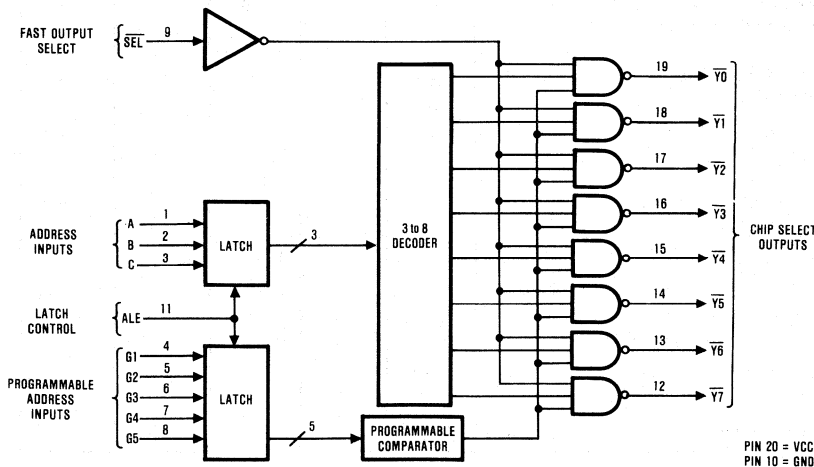 FAST OUTPUT
SELECT
SEL
9
19
Y0
18
Y1
17
Y2
16
Y3
15
Y4
14
Y5
13
Y6
12
Y7
CHIP SELECT
OUTPUTS
3 to 8
DECODER
ADDRESS
INPUTS
A
1
B
2
C
3
LATCH
3
LATCH
CONTROL
ALE
11
PROGRAMMABLE
ADDRESS
INPUTS
G1
4
G2
5
G3
6
G4
7
G5
8
LATCH
5
PROGRAMMABLE
COMPARATOR
PIN 20 = VCC
PIN 10 = GND